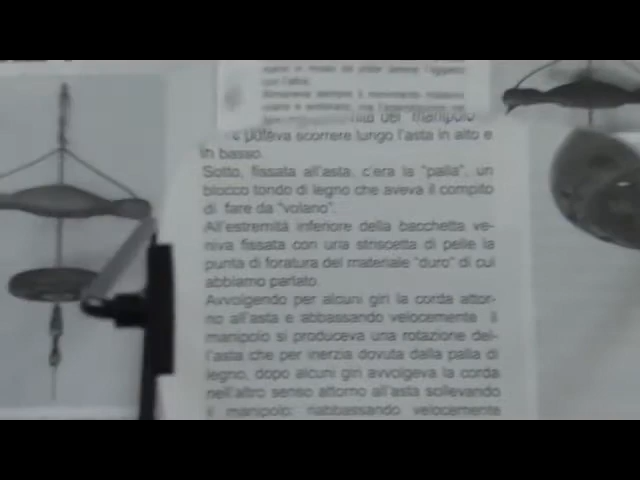 con l'altro.
"manipolo"
e poteva scorrere lungo l'asta in alto e
in basso.
Sotto, fissata all'asta, c'era la "palla", un
blocco tondo di legno che aveva il compito
di fare da "volano".
All'estremità inferiore della bacchetta ve-
niva fissata con una striscetta di pelle la
punta di foratura del materiale "duro" di cui
abbiamo parlato.
Avvolgendo per alcuni giri la corda attor-
no all'asta e abbassando velocemente il
manipolo si produceva una rotazione del-
l'asta che per inerzia dovuta dalla palla di
legno, dopo alcuni giri avvolgeva la corda
nell'altro senso attorno all'asta sollevando
il manipolo; riabbassando velocemente